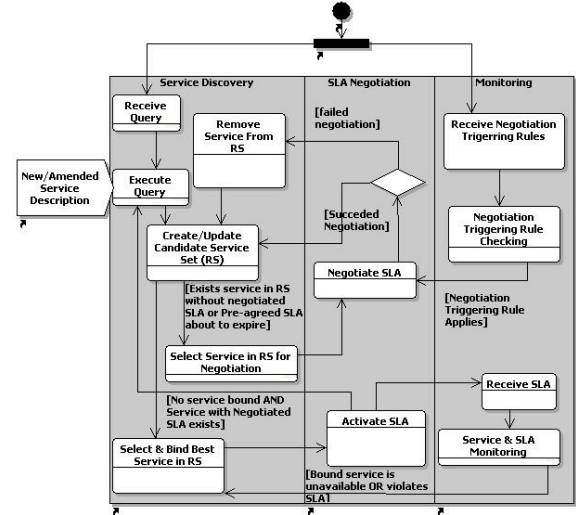 Service Discovery
SLA Negotiation
Monitoring
Receive
Query
Remove
Service From
RS
[failed
negotiation]
Receive Negotiation
Trigerring Rules
New/Amended
Service
Description
Execute
Query
Create/Update
Candidate Service
Set (RS)
[Succeded
Negotiation]
Negotiation
Triggering Rule
Checking
[Exists service in RS
without negotiated
SLA or Pre-agreed SLA
about to expire]
Negotiate SLA
[Negotiation
Triggering Rule
Applies]
Select Service in RS for
Negotiation
[No service bound AND
Service with Negotiated
SLA exists]
Receive SLA
Activate SLA
Select & Bind Best
Service in RS
Service & SLA
Monitoring
[Bound service is
unavailable OR violates
SLA]